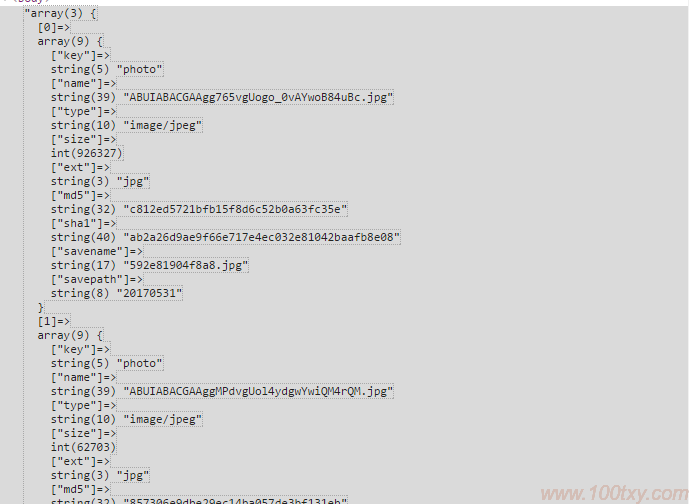 "array(3) {
[0]=>
array(9) {
["key"]=>
string(5) "photo"
["name"]=>
string(39) "ABUIABACGAAgg765vgUogo_0vAYwoB84uBc.jpg"
["type"]=>
string(10) "image/jpeg"
["size"]=>
int(926327)
["ext"]=>
string(3) "jpg"
["md5"]=>
string(32) "c812ed5721bfb15f8d6c52b0a63fc35e"
["sha1"]=>
string(40) "ab2a26d9ae9f66e717e4ec032e81042baafb8e08"
["savename"]=>
string(17) "592e81904f8a8.jpg"
["savepath"]=>
string(8) "20170531"
}
[1]=>
array(9) {
["key"]=>
string(5) "photo"
["name"]=>
string(39) "ABUIABACGAAggMPdvgUol4ydgwYwiQM4rQM.jpg"
["type"]=>
string(10) "image/jpeg"
["size"]=>
int(62703)
["ext"]=>
string(3) "jpg"
["md5"]=>
string(32)
www.100txy.com